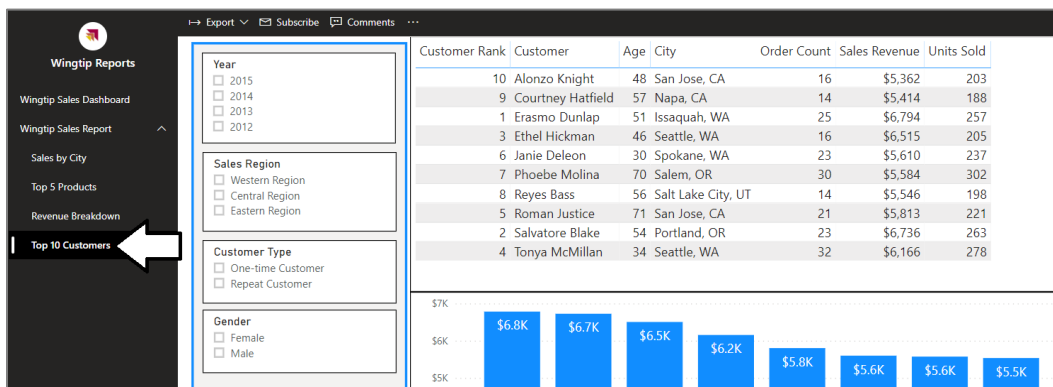 Export Subscribe Comments ...
Wingtip Reports
Wingtip Sales Dashboard
Wingtip Sales Report
Sales by City
Top 5 Products
Revenue Breakdown
Top 10 Customers
Year
2015
2014
2013
2012
Sales Region
Western Region
Central Region
Eastern Region
Customer Type
One-time Customer
Repeat Customer
Gender
Female
Male
Customer Rank Customer Age City Order Count Sales Revenue Units Sold
10 Alonzo Knight 48 San Jose, CA 16 $5,362 203
9 Courtney Hatfield 57 Napa, CA 14 $5,414 188
1 Erasmo Dunlap 51 Issaquah, WA 25 $6,794 257
3 Ethel Hickman 46 Seattle, WA 16 $6,515 205
6 Janie Deleon 30 Spokane, WA 23 $5,610 237
7 Phoebe Molina 70 Salem, OR 30 $5,584 302
8 Reyes Bass 56 Salt Lake City, UT 14 $5,546 198
5 Roman Justice 71 San Jose, CA 21 $5,813 221
2 Salvatore Blake 54 Portland, OR 23 $6,736 263
4 Tonya McMillan 34 Seattle, WA 32 $6,166 278
$7K
$6.8K $6.7K $6.5K $6.2K $5.8K $5.6K $5.6K $5.5K
$6K
$5K